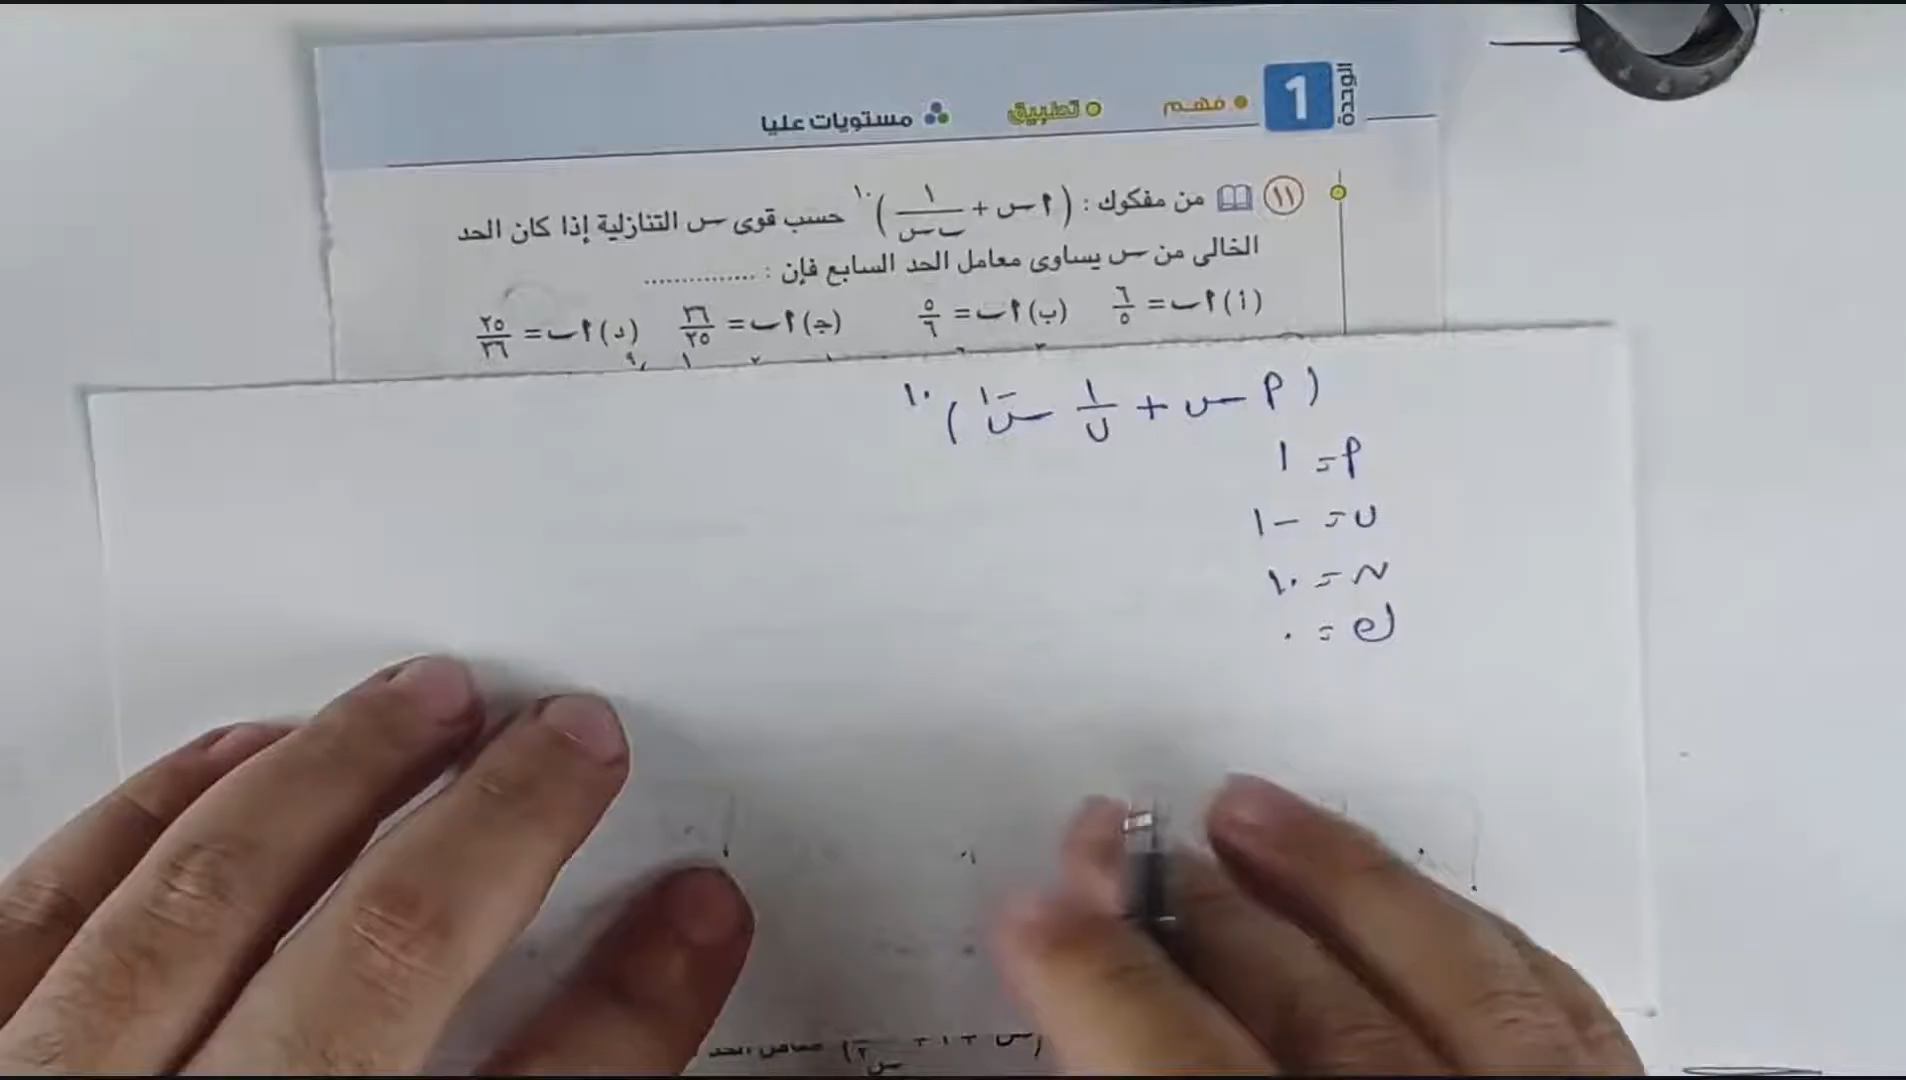 الوحدة 1 • فهم ○ تطبيق مستويات عليا
١١ من مفكوك : (أ س + ١/(ب س))^١٠ حسب قوى س التنازلية إذا كان الحد
الخالى من س يساوى معامل الحد السابع فإن : ..............
(أ) أ ب = ٦/٥ (ب) أ ب = ٥/٦ (ج) أ ب = ٣٦/٢٥ (د) أ ب = ٢٥/٣٦
(أ س + ١/ب س^-١)^١٠
أ = ١
ب = -١
ن = ١٠
ك = ٠